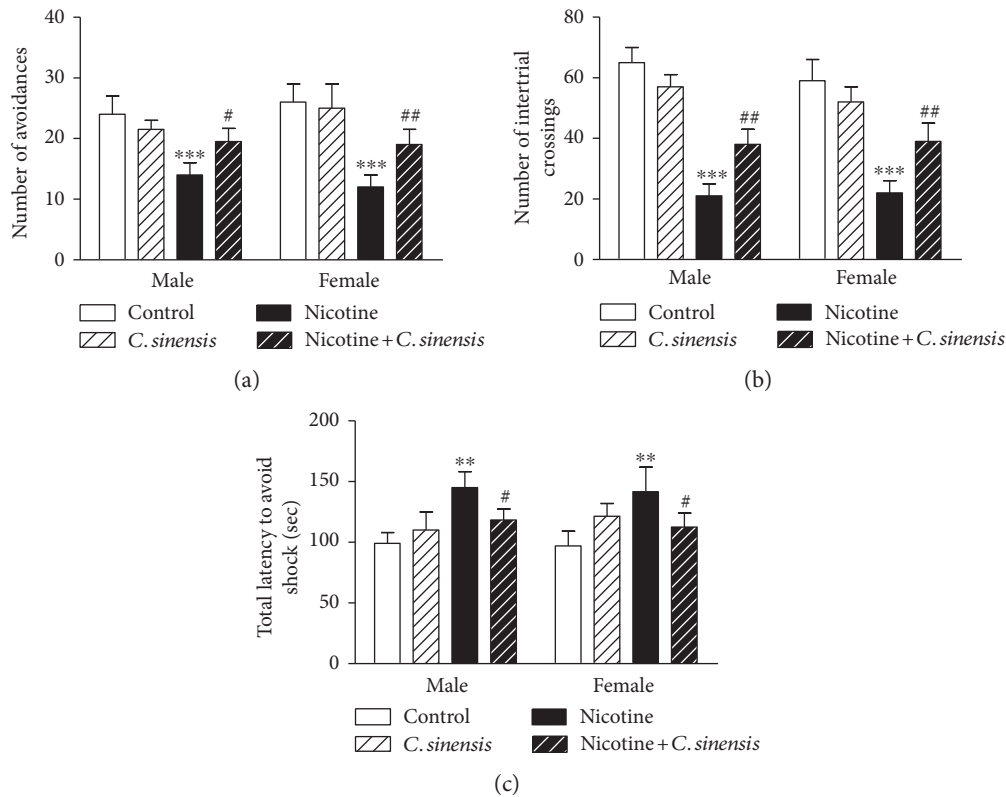 40
30
20
10
0
Number of avoidances
#
##
***
***
Male
Female
Control
Nicotine
C. sinensis
Nicotine + C. sinensis
(a)
80
60
40
20
0
Number of intertrial
crossings
##
##
***
***
Male
Female
Control
Nicotine
C. sinensis
Nicotine + C. sinensis
(b)
200
150
100
50
0
Total latency to avoid
shock (sec)
**
**
#
#
Male
Female
Control
Nicotine
C. sinensis
Nicotine + C. sinensis
(c)